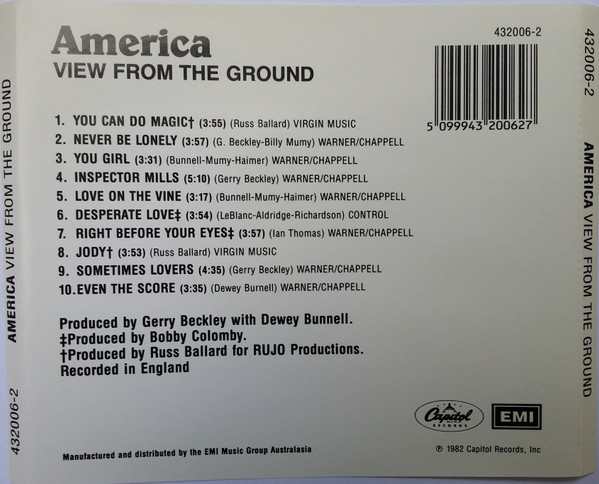 America
VIEW FROM THE GROUND
432006-2
5 099943 200627
1. YOU CAN DO MAGIC† (3:55) (Russ Ballard) VIRGIN MUSIC
2. NEVER BE LONELY (3:57) (G. Beckley-Billy Mumy) WARNER/CHAPPELL
3. YOU GIRL (3:31) (Bunnell-Mumy-Haimer) WARNER/CHAPPELL
4. INSPECTOR MILLS (5:10) (Gerry Beckley) WARNER/CHAPPELL
5. LOVE ON THE VINE (3:17) (Bunnell-Mumy-Haimer) WARNER/CHAPPELL
6. DESPERATE LOVE‡ (3:54) (LeBlanc-Aldridge-Richardson) CONTROL
7. RIGHT BEFORE YOUR EYES‡ (3:57) (Ian Thomas) WARNER/CHAPPELL
8. JODY† (3:53) (Russ Ballard) VIRGIN MUSIC
9. SOMETIMES LOVERS (4:35) (Gerry Beckley) WARNER/CHAPPELL
10. EVEN THE SCORE (3:35) (Dewey Burnell) WARNER/CHAPPELL
Produced by Gerry Beckley with Dewey Bunnell.
‡Produced by Bobby Colomby.
†Produced by Russ Ballard for RUJO Productions.
Recorded in England
Capitol
EMI
Manufactured and distributed by the EMI Music Group Australasia
℗ 1982 Capitol Records, Inc
432006-2 AMERICA VIEW FROM THE GROUND
432006-2 AMERICA VIEW FROM THE GROUND